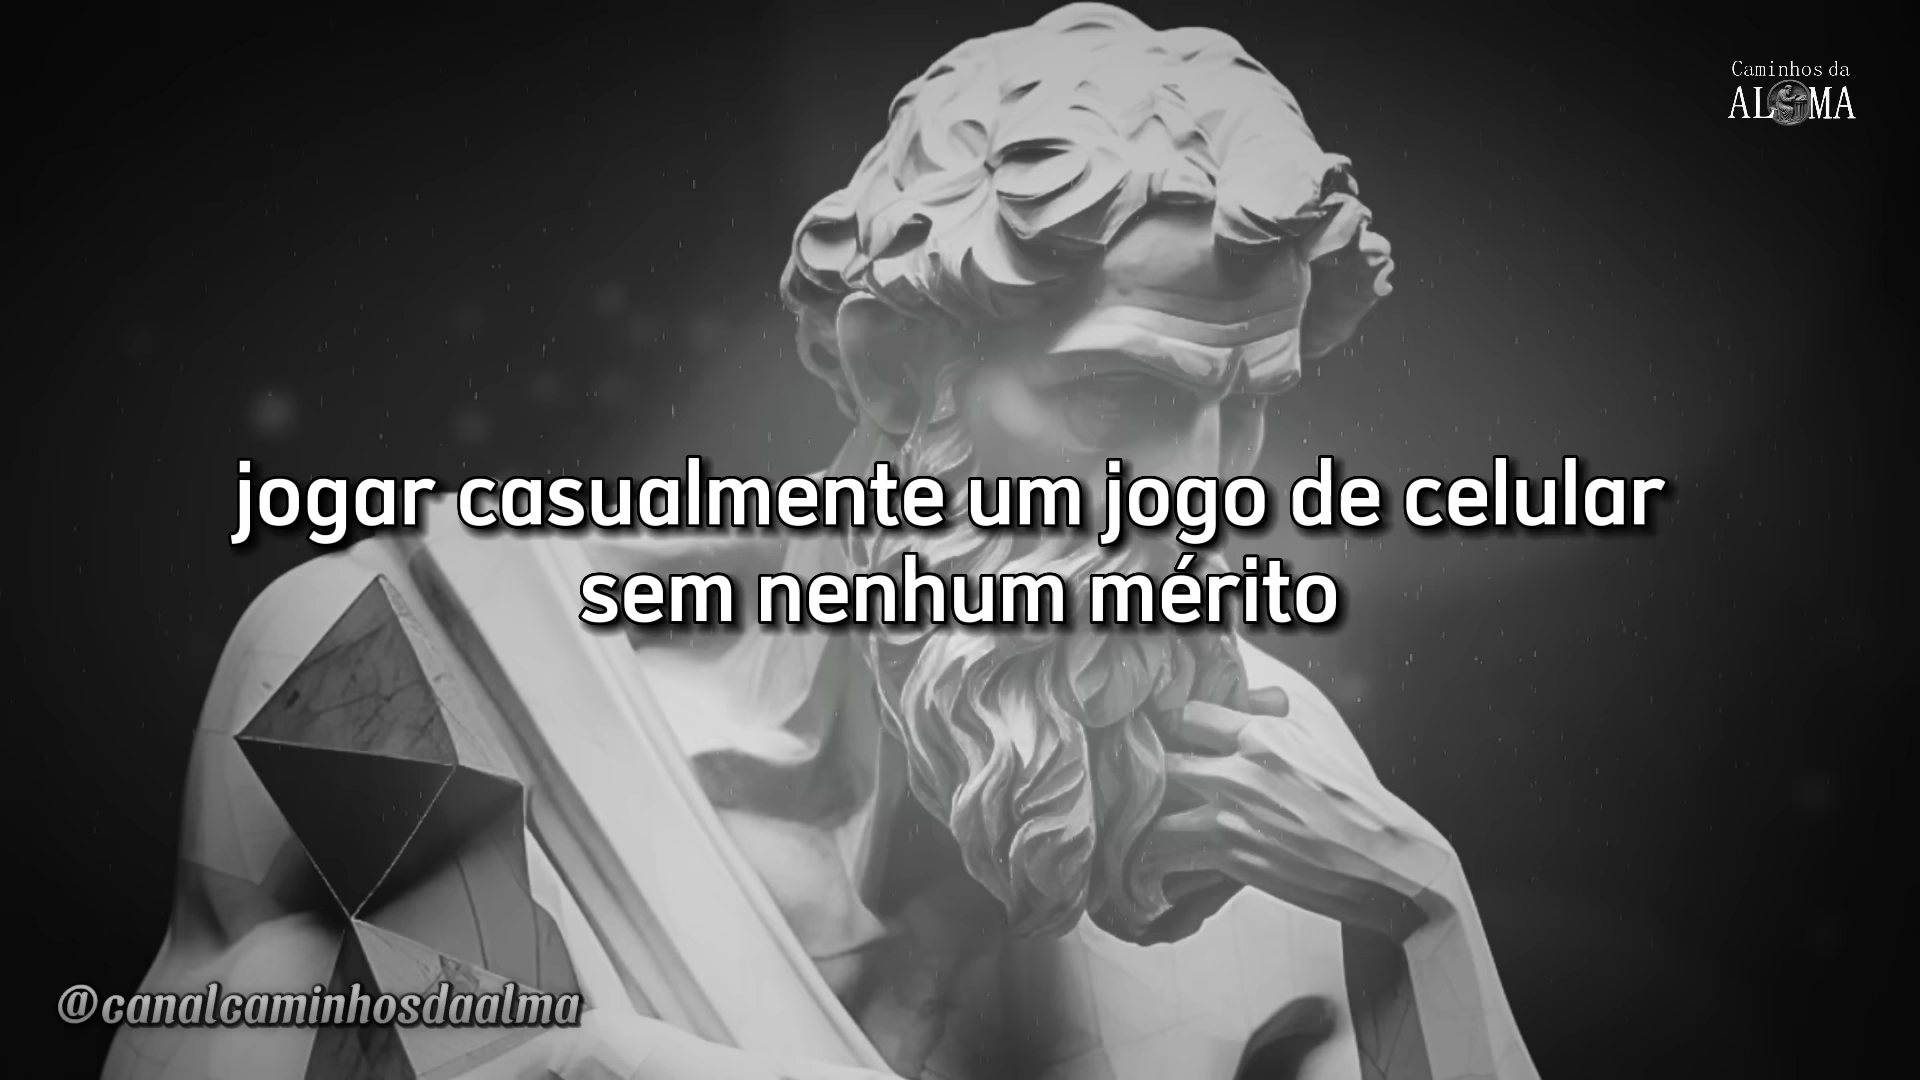 Caminhos da
ALMA
jogar casualmente um jogo de celular
sem nenhum mérito
@canalcaminhosdaalma